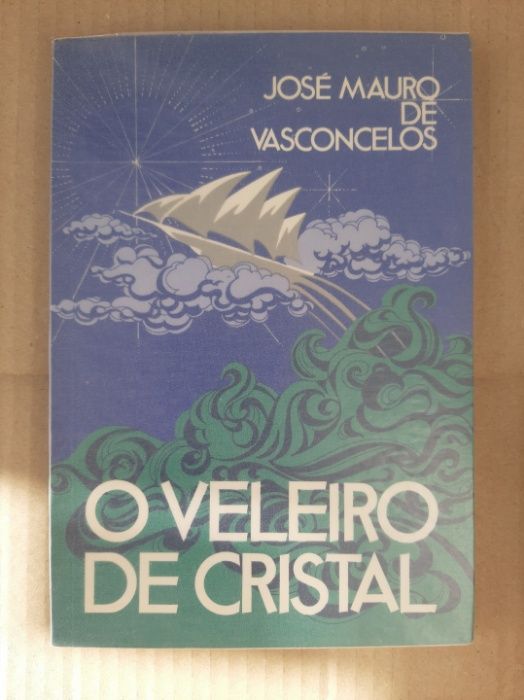 JOSÉ MAURO
DE
VASCONCELOS
O VELEIRO
DE CRISTAL